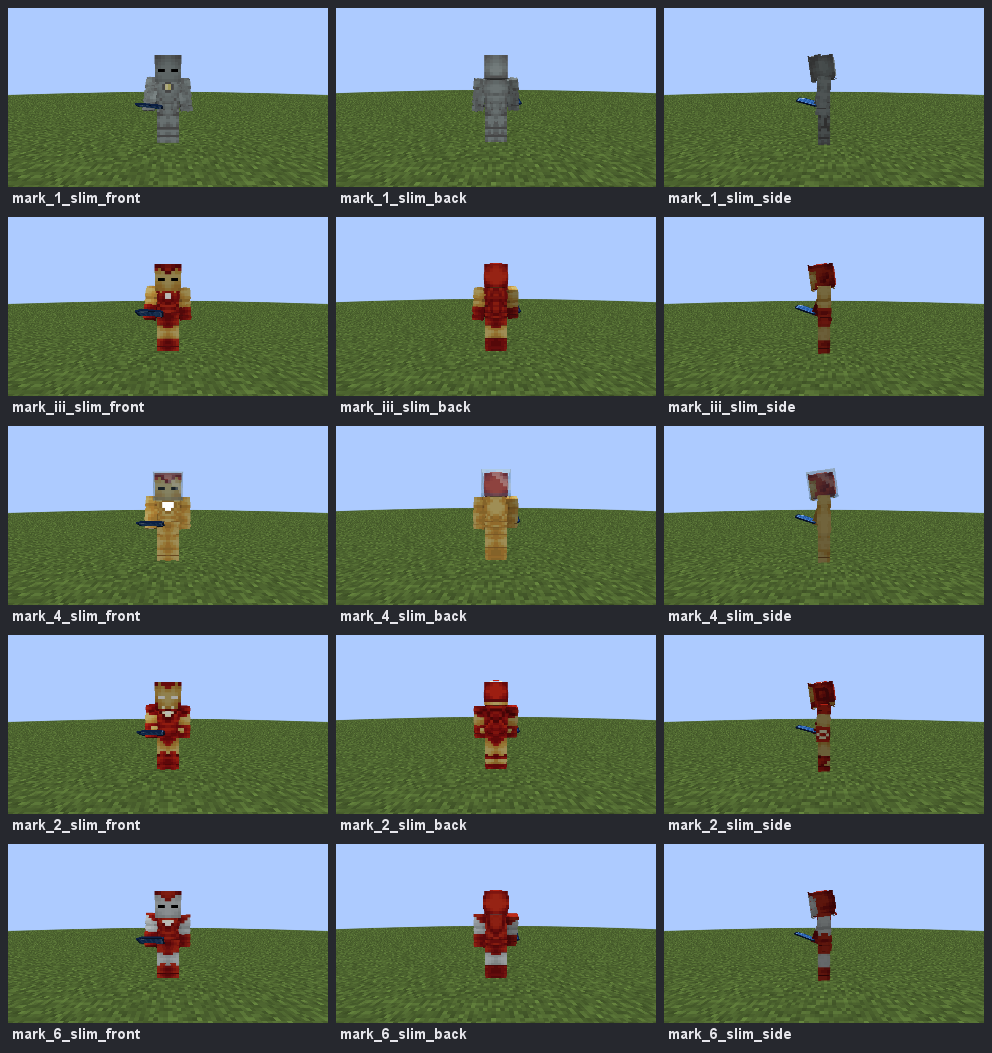 mark_1_slim_front
mark_1_slim_back
mark_1_slim_side
mark_iii_slim_front
mark_iii_slim_back
mark_iii_slim_side
mark_4_slim_front
mark_4_slim_back
mark_4_slim_side
mark_2_slim_front
mark_2_slim_back
mark_2_slim_side
mark_6_slim_front
mark_6_slim_back
mark_6_slim_side